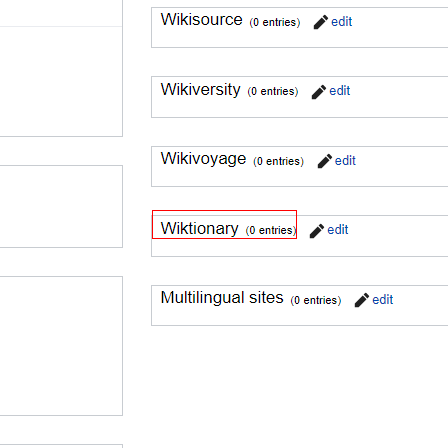 Wikisource (0 entries) edit
Wikiversity (0 entries) edit
Wikivoyage (0 entries) edit
Wiktionary (0 entries) edit
Multilingual sites (0 entries) edit